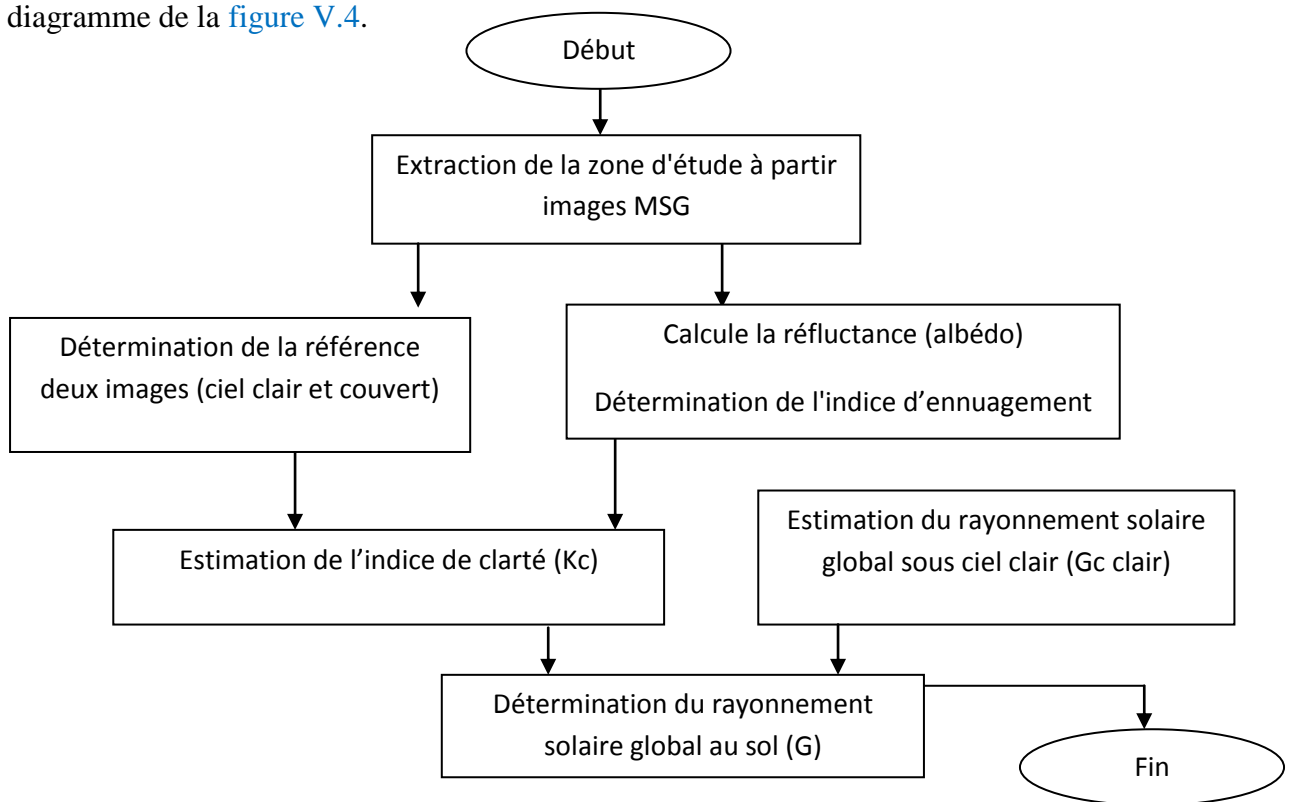 diagramme de la figure V.4.
Début
Extraction de la zone d'étude à partir
images MSG
Détermination de la référence
deux images (ciel clair et couvert)
Calcule la réfluctance (albédo)
Détermination de l'indice d’ennuagement
Estimation de l’indice de clarté (Kc)
Estimation du rayonnement solaire
global sous ciel clair (Gc clair)
Détermination du rayonnement
solaire global au sol (G)
Fin